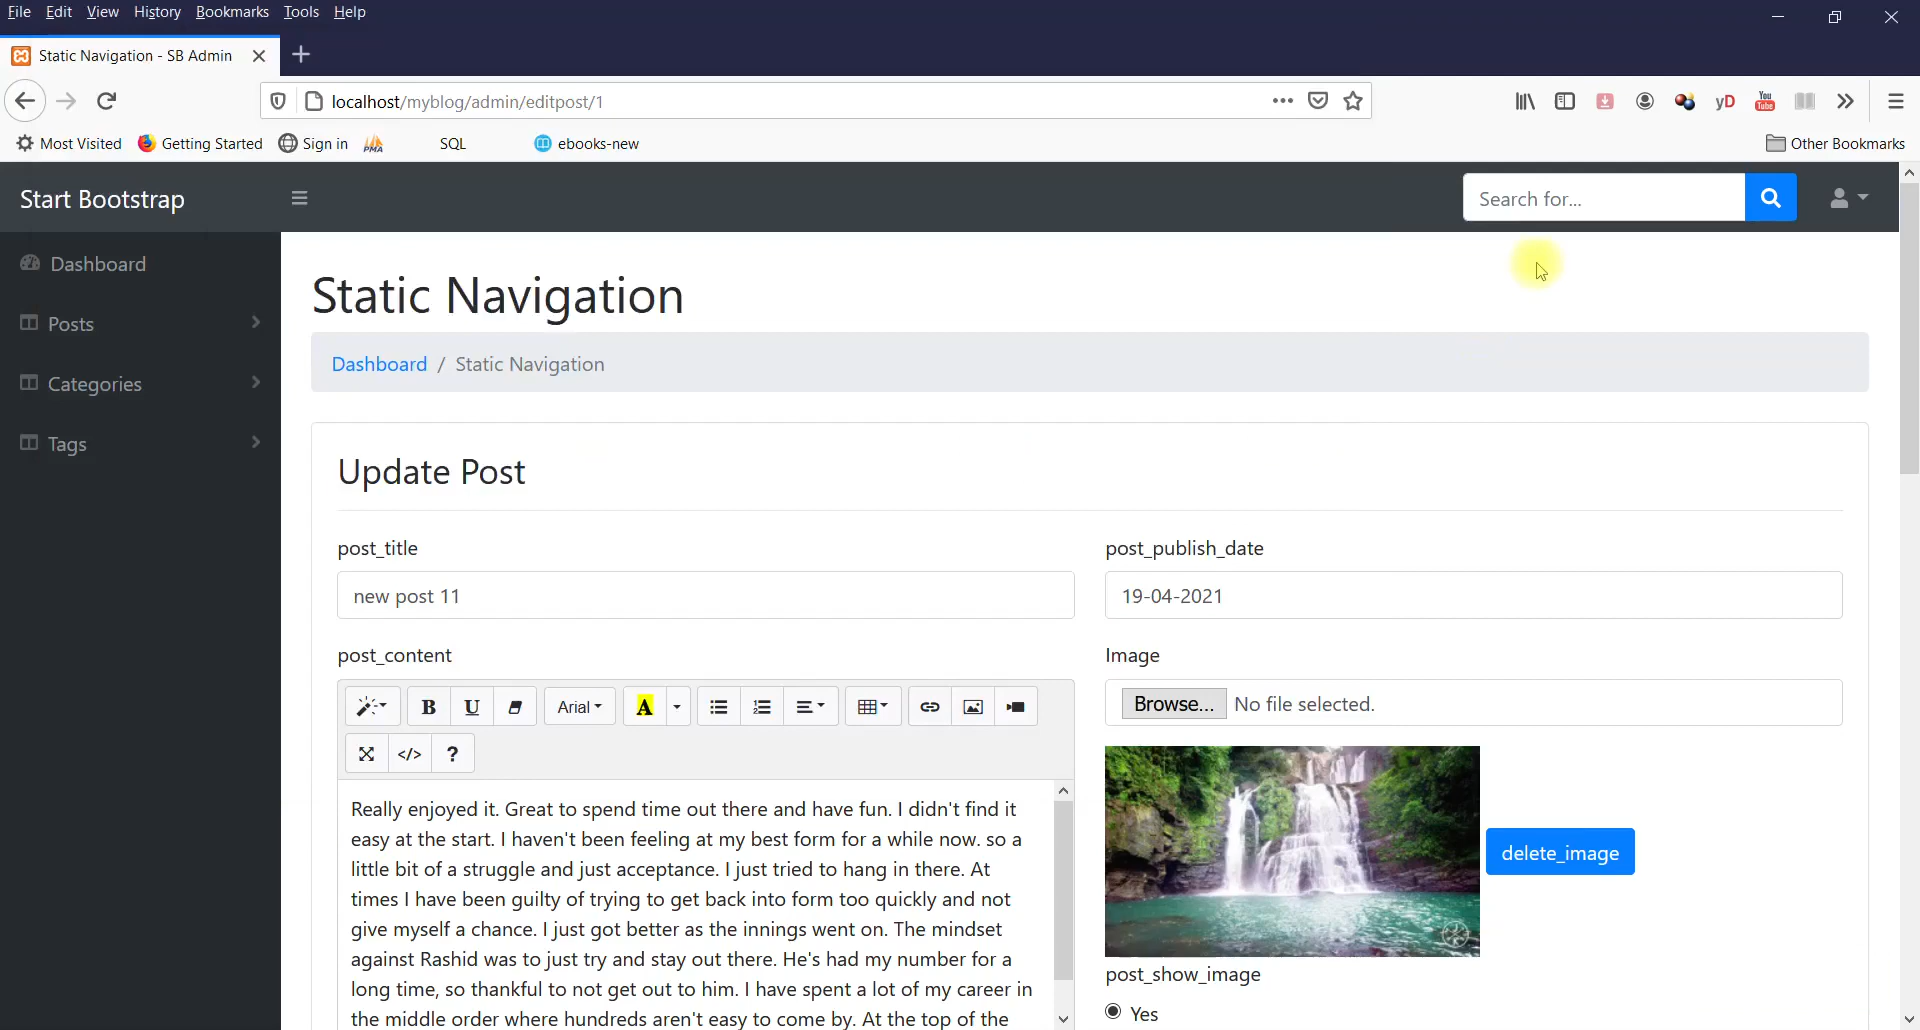 File Edit View History Bookmarks Tools Help
Static Navigation - SB Admin
localhost/myblog/admin/editpost/1
yD You Tube
Most Visited Getting Started Sign in PMA SQL ebooks-new Other Bookmarks
Start Bootstrap Search for...
Dashboard
Posts
Categories
Tags
Static Navigation
Dashboard / Static Navigation
Update Post
post_title
new post 11
post_publish_date
19-04-2021
post_content
B U Arial A
</> ?
Really enjoyed it. Great to spend time out there and have fun. I didn't find it
easy at the start. I haven't been feeling at my best form for a while now. so a
little bit of a struggle and just acceptance. I just tried to hang in there. At
times I have been guilty of trying to get back into form too quickly and not
give myself a chance. I just got better as the innings went on. The mindset
against Rashid was to just try and stay out there. He's had my number for a
long time, so thankful to not get out to him. I have spent a lot of my career in
the middle order where hundreds aren't easy to come by. At the top of the
Image
Browse... No file selected.
delete_image
post_show_image
Yes